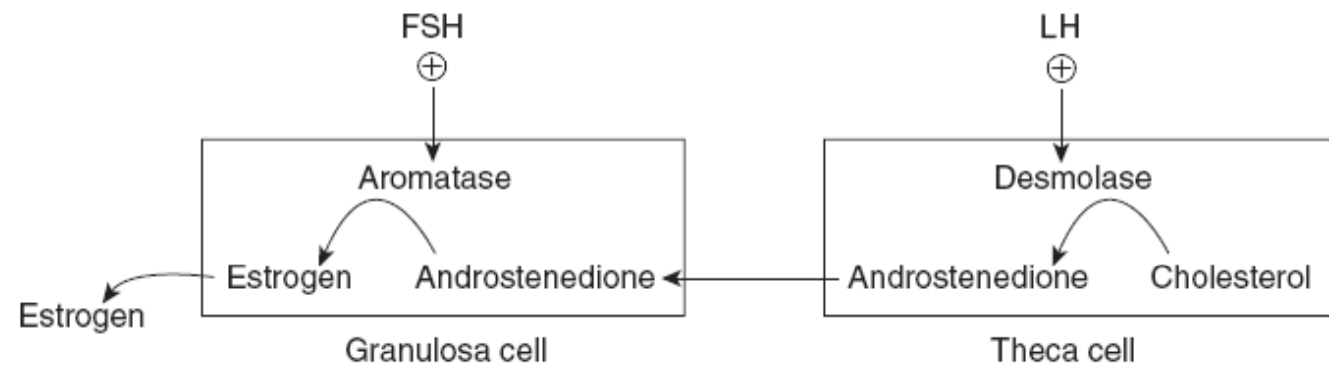 FSH LH
+ +
Aromatase Desmolase
Estrogen Androstenedione Androstenedione Cholesterol
Estrogen
Granulosa cell Theca cell